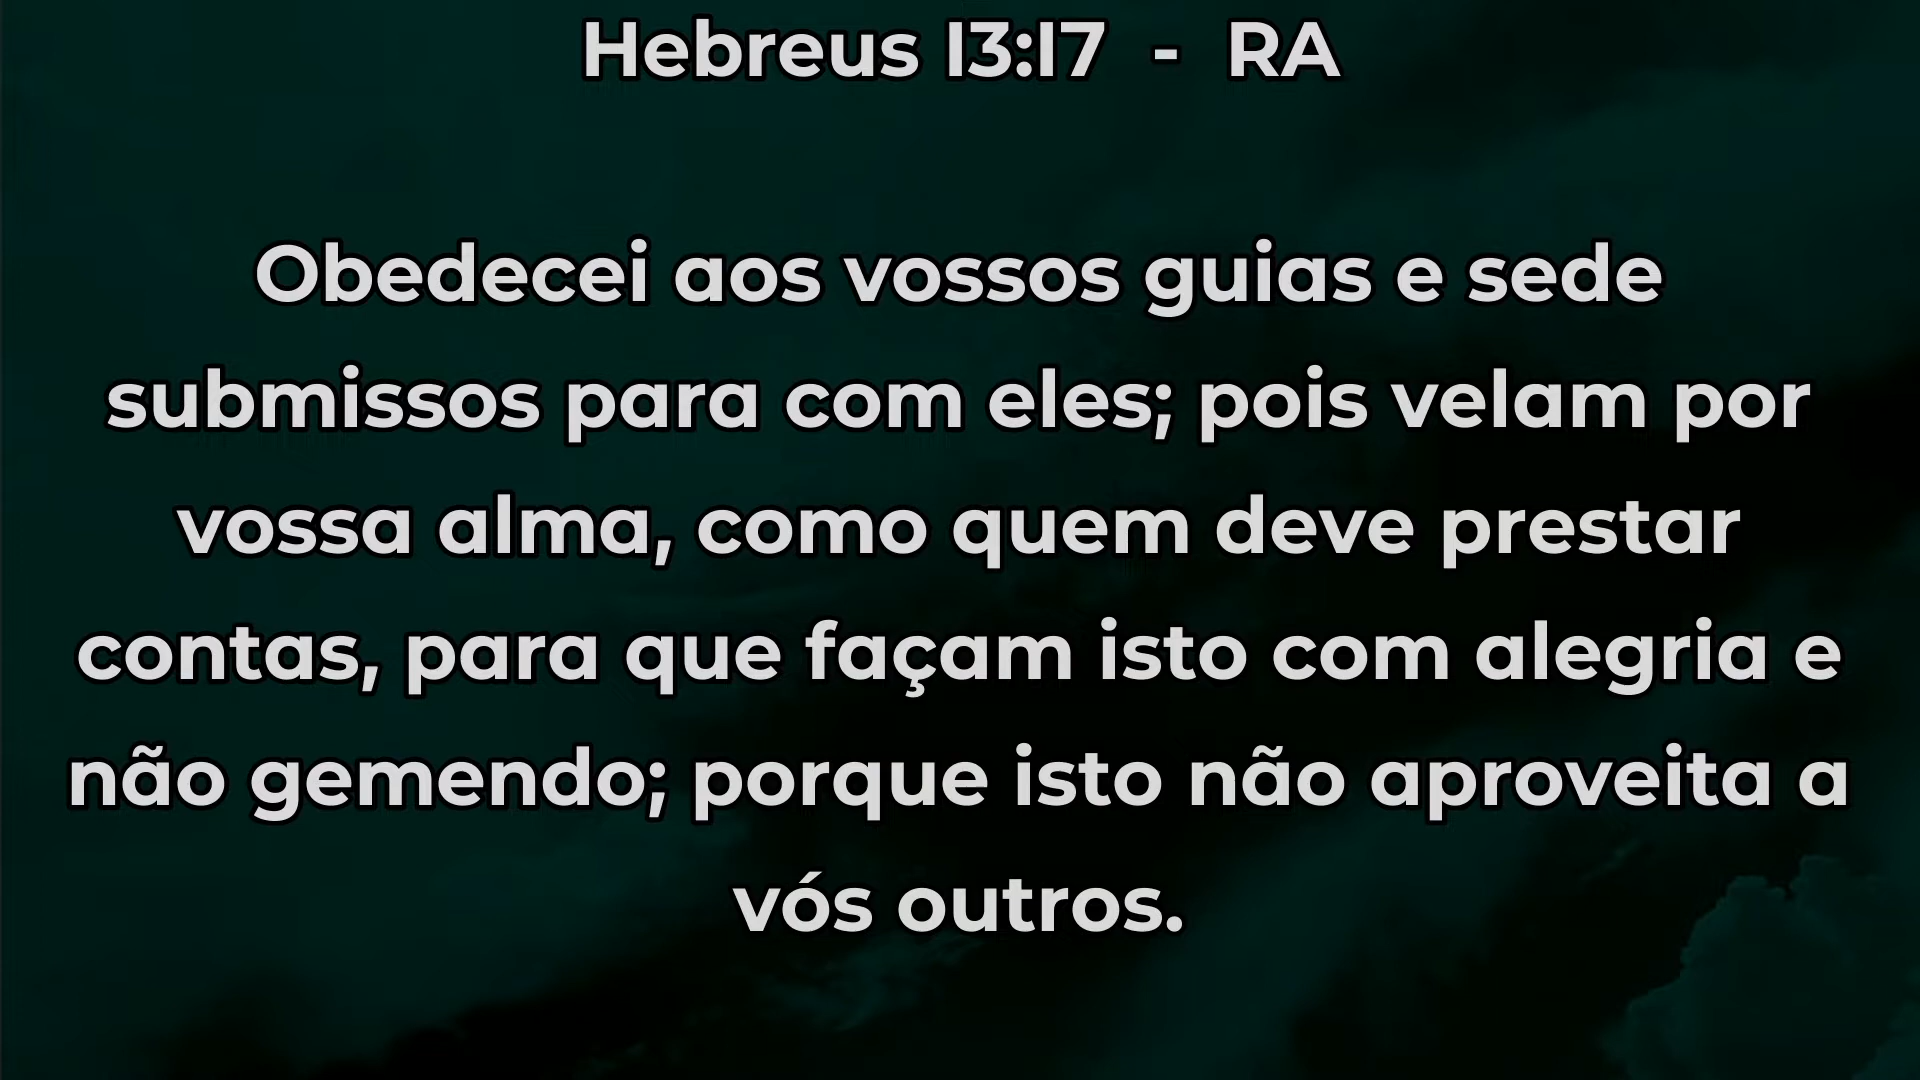 Hebreus 13:17 - RA
Obedecei aos vossos guias e sede
submissos para com eles; pois velam por
vossa alma, como quem deve prestar
contas, para que façam isto com alegria e
não gemendo; porque isto não aproveita a
vós outros.